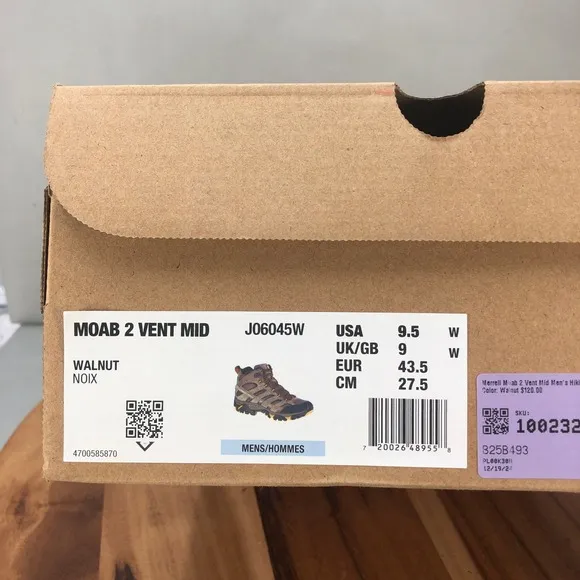 MOAB 2 VENT MID J06045W
WALNUT
NOIX
4700585870
MENS/HOMMES
USA 9.5 W
UK/GB 9 W
EUR 43.5
CM 27.5
7 20026 48955 8
Merrell Moab 2 Vent Mid Men's Hiki
Color: Walnut $120.00
SKU:
100232
325B493
12/19/24